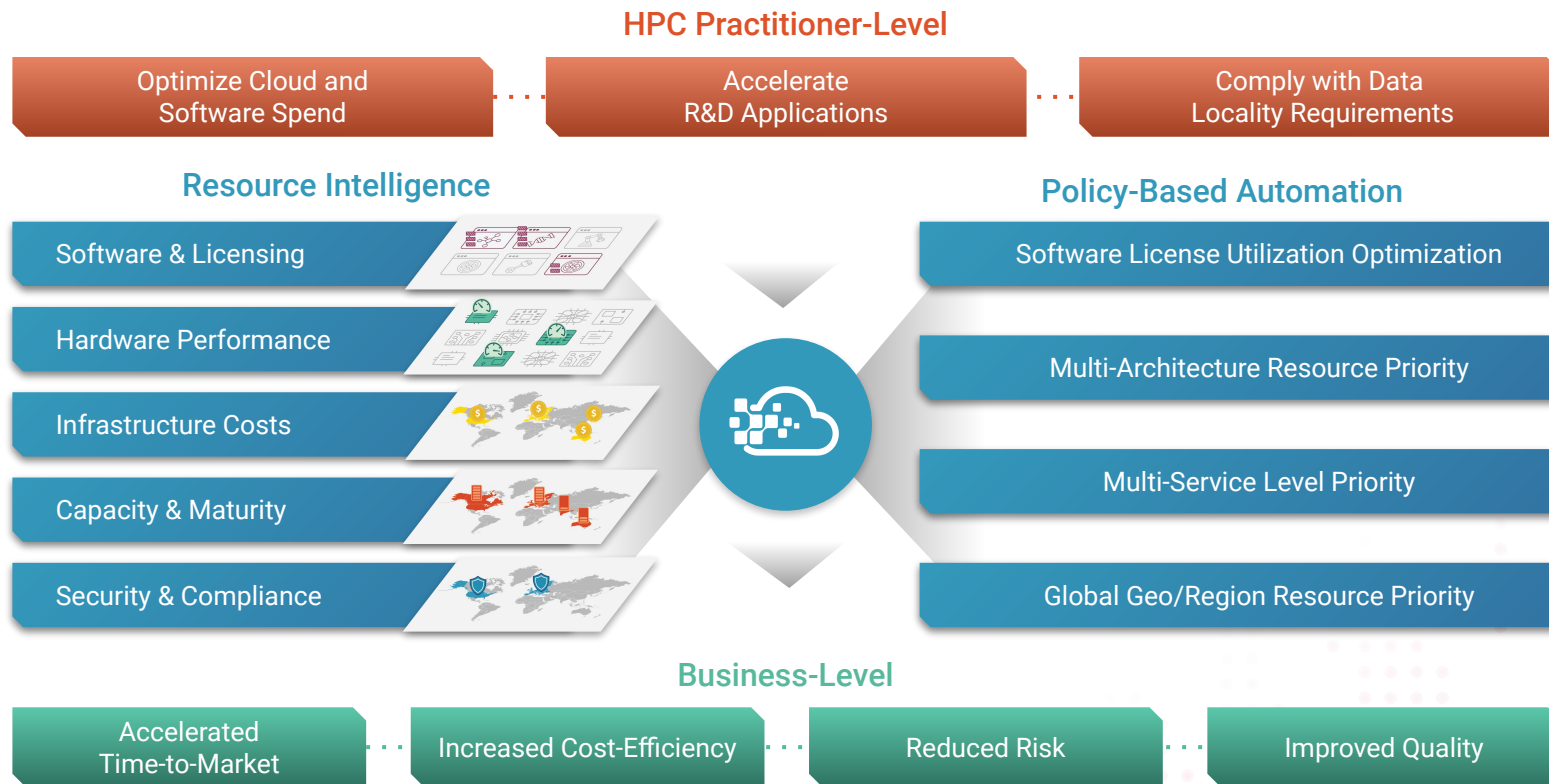 HPC Practitioner-Level
Optimize Cloud and
Software Spend
Accelerate
R&D Applications
Comply with Data
Locality Requirements
Resource Intelligence
Software & Licensing
Hardware Performance
Infrastructure Costs
$
$
$
$
Capacity & Maturity
Security & Compliance
Policy-Based Automation
Software License Utilization Optimization
Multi-Architecture Resource Priority
Multi-Service Level Priority
Global Geo/Region Resource Priority
Business-Level
Accelerated
Time-to-Market
Increased Cost-Efficiency
Reduced Risk
Improved Quality